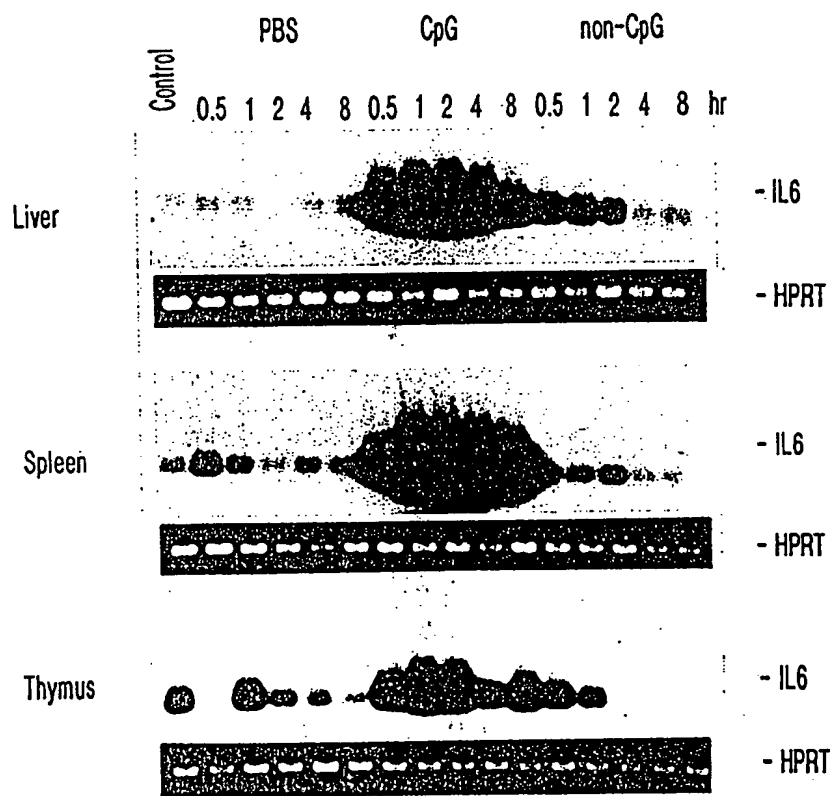 PBS CpG non-CpG
Control 0.5 1 2 4 8 0.5 1 2 4 8 0.5 1 2 4 8 hr
Liver - IL6
- HPRT
Spleen - IL6
- HPRT
Thymus - IL6
- HPRT